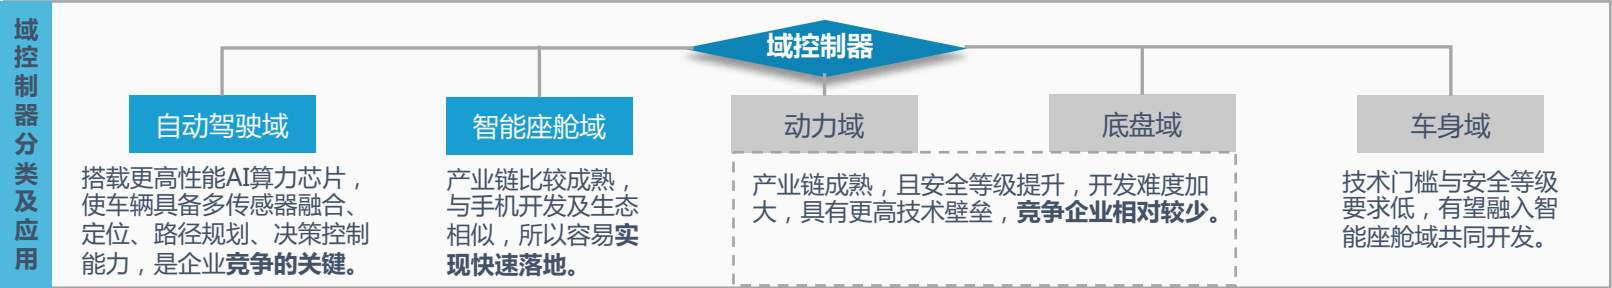 域控制器分类及应用
域控制器
自动驾驶域
智能座舱域
动力域
底盘域
车身域
搭载更高性能AI算力芯片，
使车辆具备多传感器融合、
定位、路径规划、决策控制
能力，是企业竞争的关键。
产业链比较成熟，
与手机开发及生态
相似，所以容易实
现快速落地。
产业链成熟，且安全等级提升，开发难度加
大，具有更高技术壁垒，竞争企业相对较少。
技术门槛与安全等级
要求低，有望融入智
能座舱域共同开发。